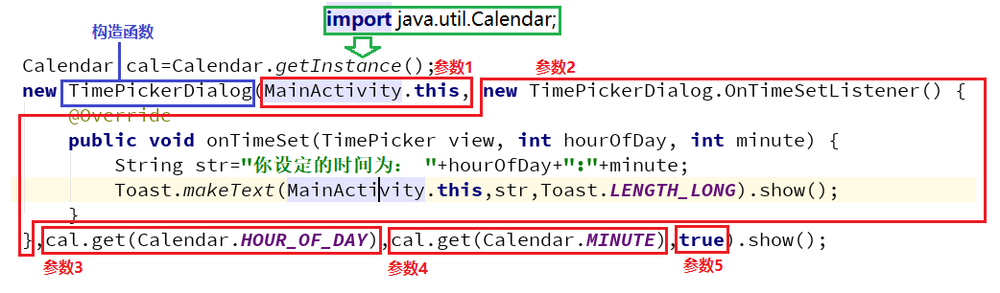 import java.util.Calendar;
构造函数
Calendar cal=Calendar.getInstance();
参数1
参数2
new TimePickerDialog(MainActivity.this, new TimePickerDialog.OnTimeSetListener() {
@Override
public void onTimeSet(TimePicker view, int hourOfDay, int minute) {
String str="你设定的时间为： "+hourOfDay+":"+minute;
Toast.makeText(MainActivity.this,str,Toast.LENGTH_LONG).show();
}
},cal.get(Calendar.HOUR_OF_DAY),cal.get(Calendar.MINUTE),true).show();
参数3
参数4
参数5